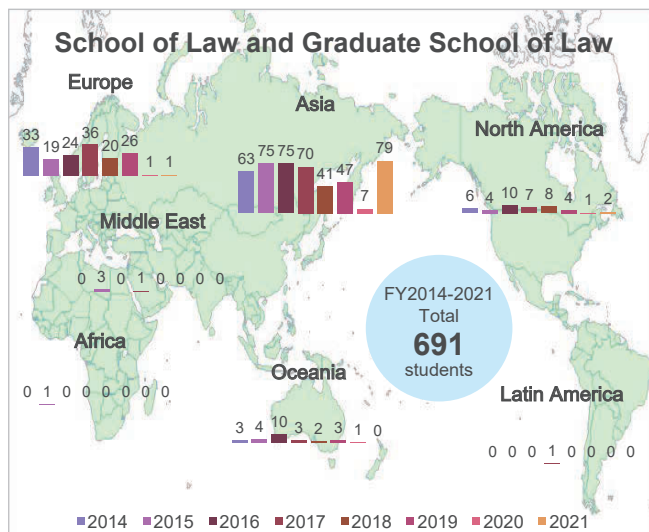 School of Law and Graduate School of Law
Europe
33 19 24 36 20 26 1 1
Asia
63 75 75 70 41 47 7 79
North America
6 4 10 7 8 4 1 2
Middle East
0 3 0 1 0 0 0 0
FY2014-2021
Total
691
students
Africa
0 1 0 0 0 0 0 0
Oceania
3 4 10 3 2 3 1 0
Latin America
0 0 0 1 0 0 0 0
2014 2015 2016 2017 2018 2019 2020 2021